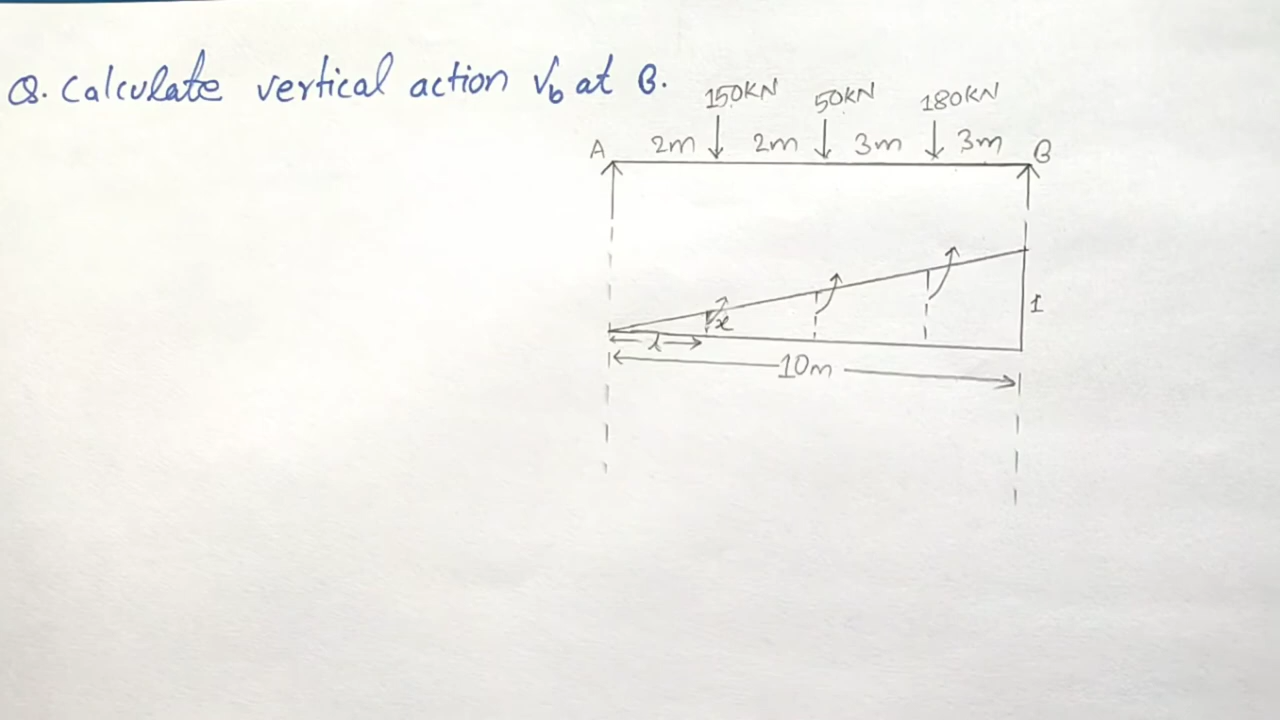 Q. Calculate vertical action Vb at B.
150KN 50KN 180KN
A 2m 2m 3m 3m B
x 1
10m